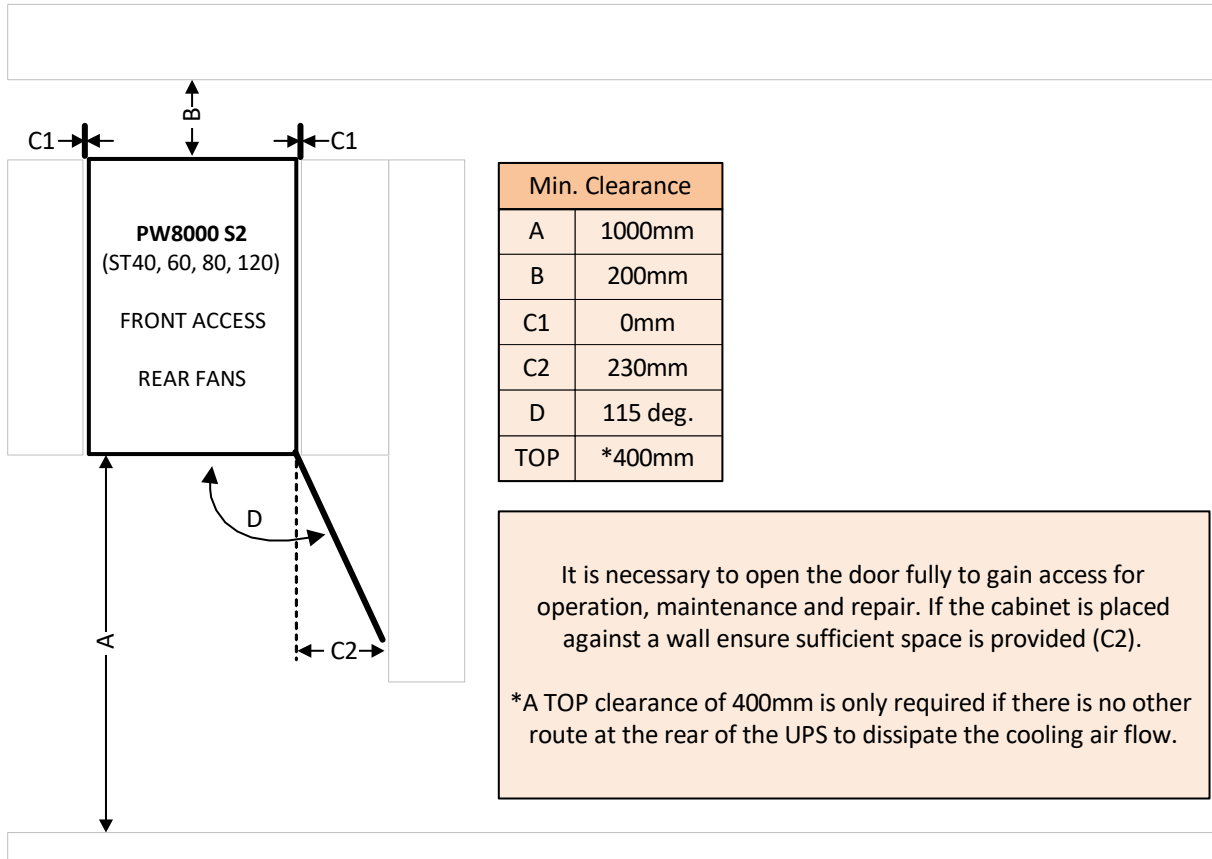 B
C1
C1
PW8000 S2
(ST40, 60, 80, 120)
FRONT ACCESS
REAR FANS
D
A
C2
Min. Clearance
A 1000mm
B 200mm
C1 0mm
C2 230mm
D 115 deg.
TOP *400mm
It is necessary to open the door fully to gain access for
operation, maintenance and repair. If the cabinet is placed
against a wall ensure sufficient space is provided (C2).
*A TOP clearance of 400mm is only required if there is no other
route at the rear of the UPS to dissipate the cooling air flow.